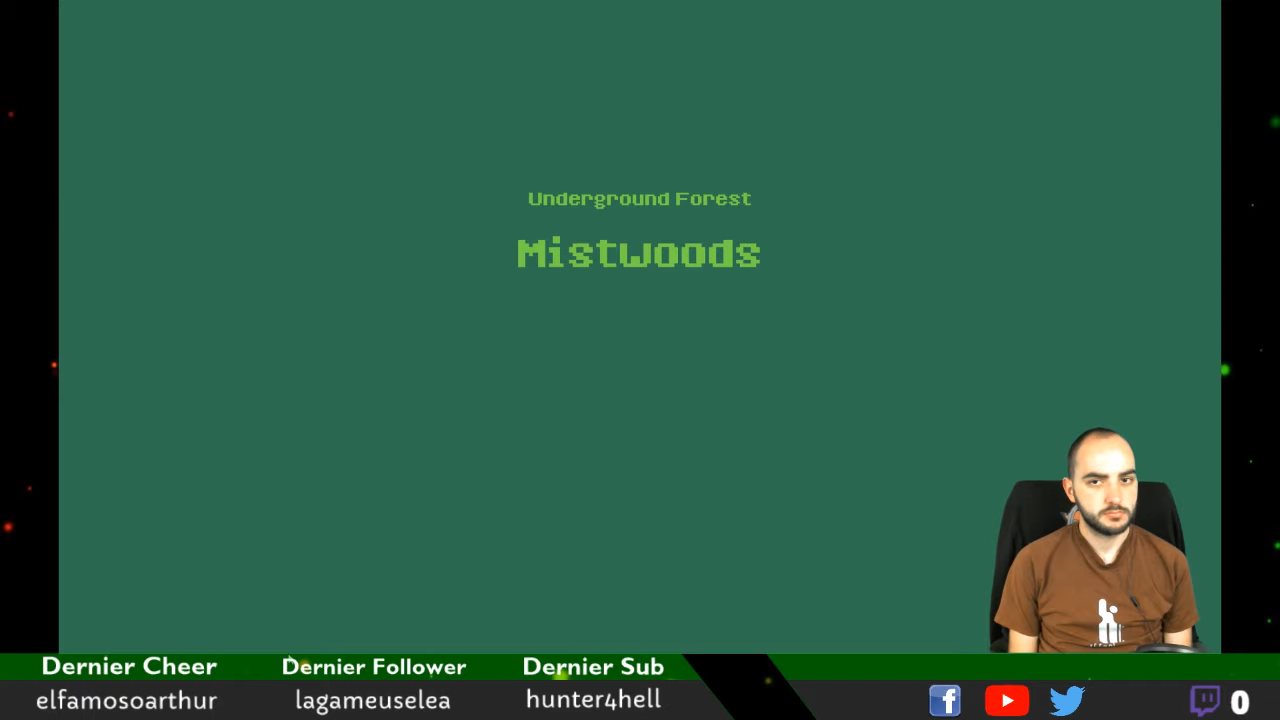 Underground Forest
Mistwoods
Dernier Cheer
Dernier Follower
Dernier Sub
elfamosoarthur
lagameuselea
hunter4hell
0